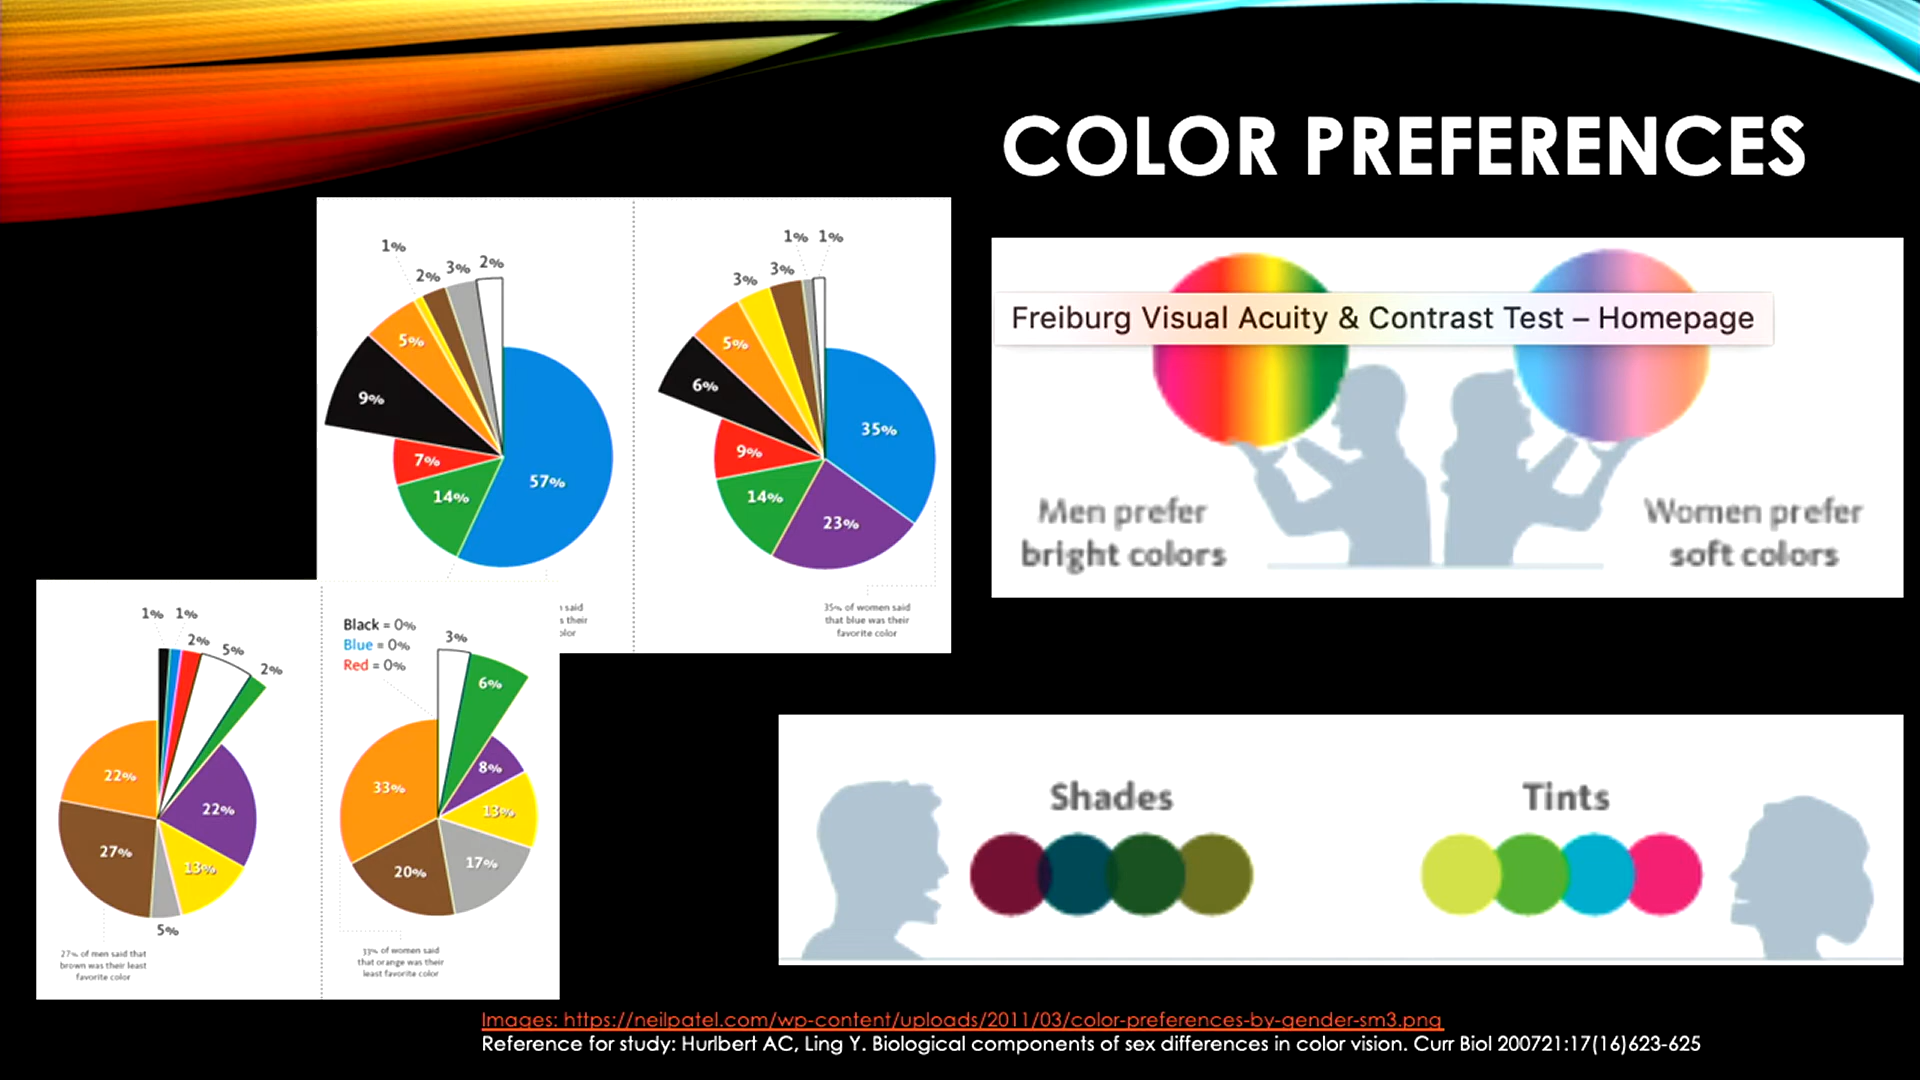 COLOR PREFERENCES
1%
2%
3%
2%
5%
9%
7%
14%
57%
1%
1%
3%
3%
5%
6%
9%
14%
35%
23%
said
s their
35% of women said
that blue was their
favorite color
Freiburg Visual Acuity & Contrast Test – Homepage
Men prefer
bright colors
Women prefer
soft colors
1%
1%
2%
5%
2%
22%
22%
27%
13%
5%
27% of men said that
brown was their least
favorite color
Black = 0%
Blue = 0%
Red = 0%
3%
6%
8%
13%
33%
20%
17%
33% of women said
that orange was their
least favorite color
Shades
Tints
Images: https://neilpatel.com/wp-content/uploads/2011/03/color-preferences-by-gender-sm3.png
Reference for study: Hurlbert AC, Ling Y. Biological components of sex differences in color vision. Curr Biol 200721:17(16)623-625